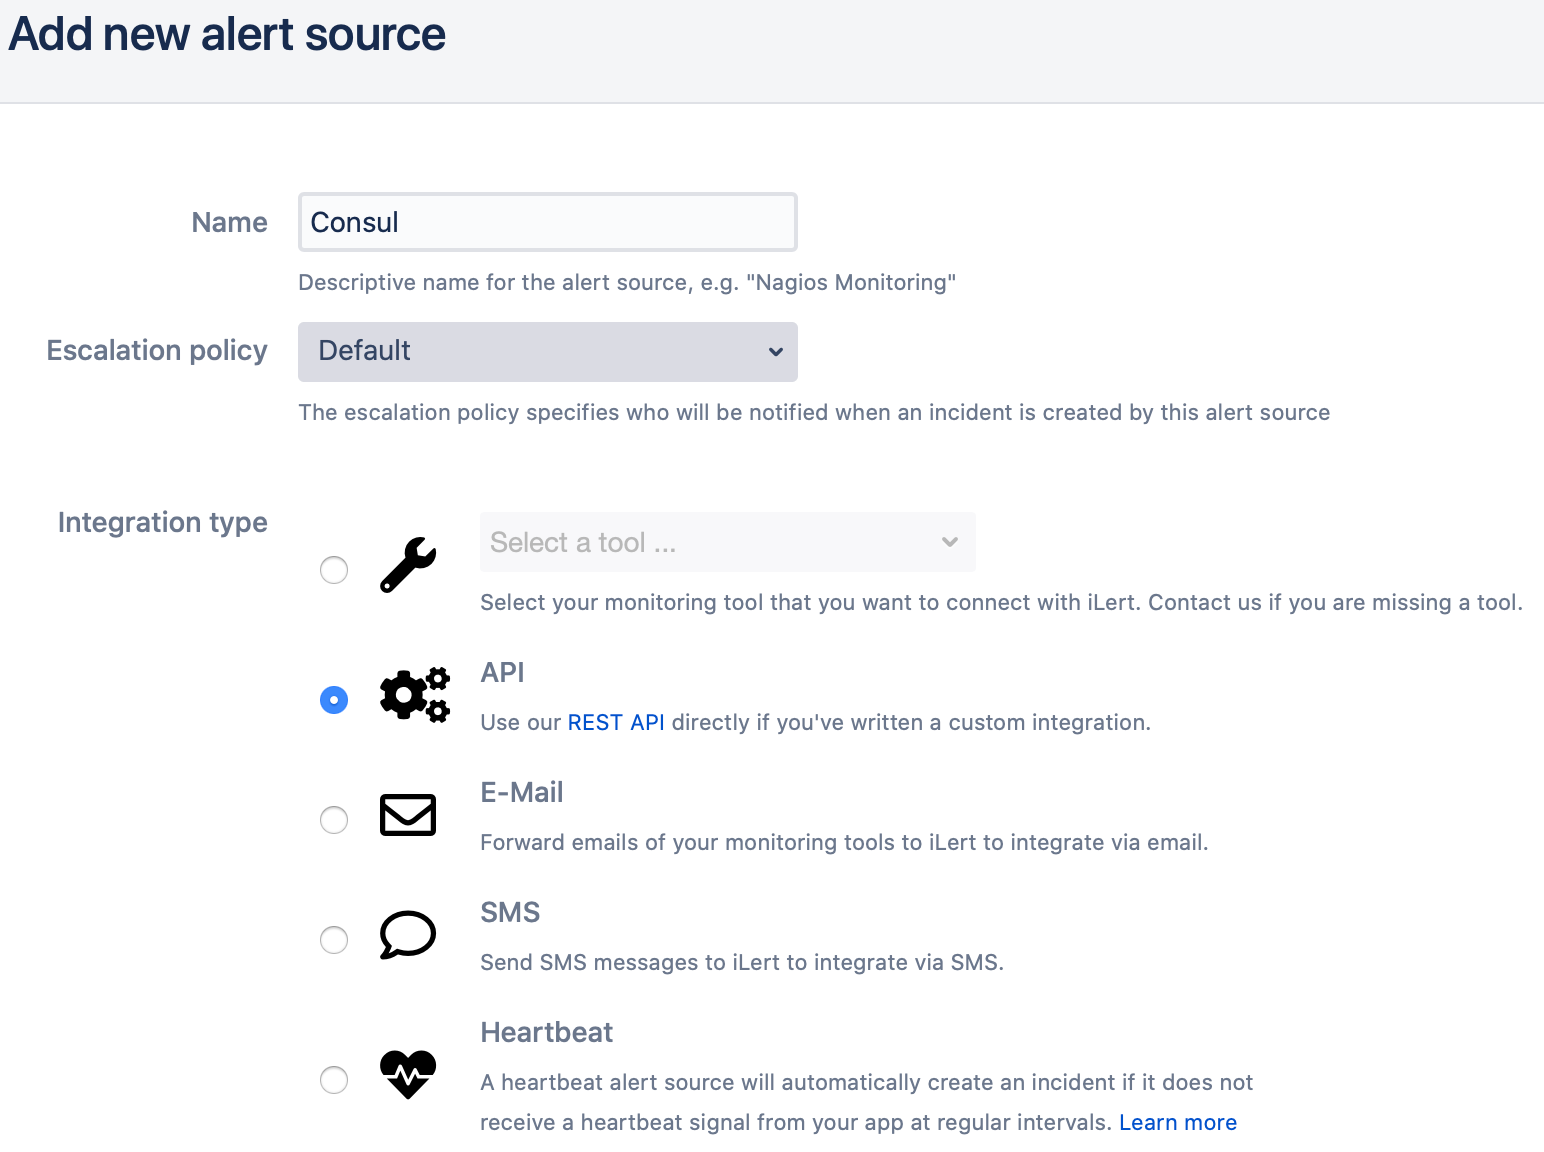 Add new alert source
Name
Consul
Descriptive name for the alert source, e.g. "Nagios Monitoring"
Escalation policy
Default
The escalation policy specifies who will be notified when an incident is created by this alert source
Integration type
Select a tool ...
Select your monitoring tool that you want to connect with iLert. Contact us if you are missing a tool.
API
Use our REST API directly if you've written a custom integration.
E-Mail
Forward emails of your monitoring tools to iLert to integrate via email.
SMS
Send SMS messages to iLert to integrate via SMS.
Heartbeat
A heartbeat alert source will automatically create an incident if it does not
receive a heartbeat signal from your app at regular intervals. Learn more